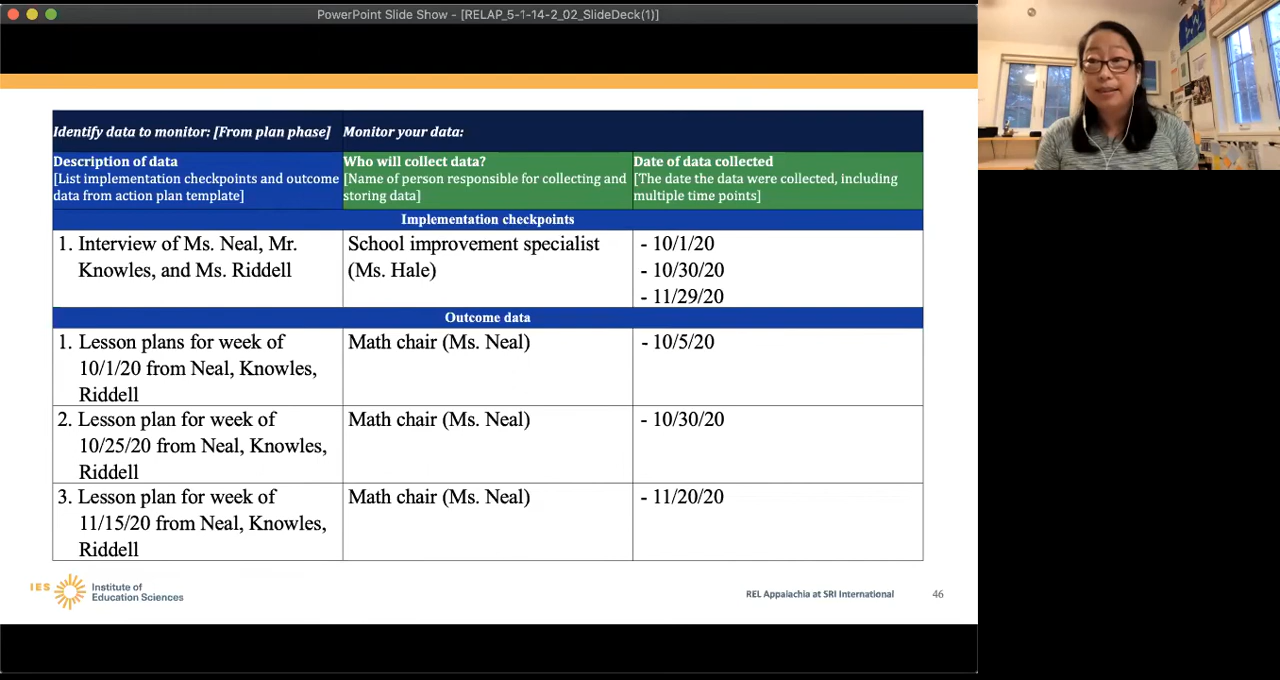 PowerPoint Slide Show - [RELAP_5-1-14-2_02_SlideDeck(1)]
Identify data to monitor: [From plan phase]
Monitor your data:
Description of data
[List implementation checkpoints and outcome
data from action plan template]
Who will collect data?
[Name of person responsible for collecting and
storing data]
Date of data collected
[The date the data were collected, including
multiple time points]
Implementation checkpoints
1. Interview of Ms. Neal, Mr.
Knowles, and Ms. Riddell
School improvement specialist
(Ms. Hale)
- 10/1/20
- 10/30/20
- 11/29/20
Outcome data
1. Lesson plans for week of
10/1/20 from Neal, Knowles,
Riddell
Math chair (Ms. Neal)
- 10/5/20
2. Lesson plan for week of
10/25/20 from Neal, Knowles,
Riddell
Math chair (Ms. Neal)
- 10/30/20
3. Lesson plan for week of
11/15/20 from Neal, Knowles,
Riddell
Math chair (Ms. Neal)
- 11/20/20
IES
Institute of
Education Sciences
REL Appalachia at SRI International
46